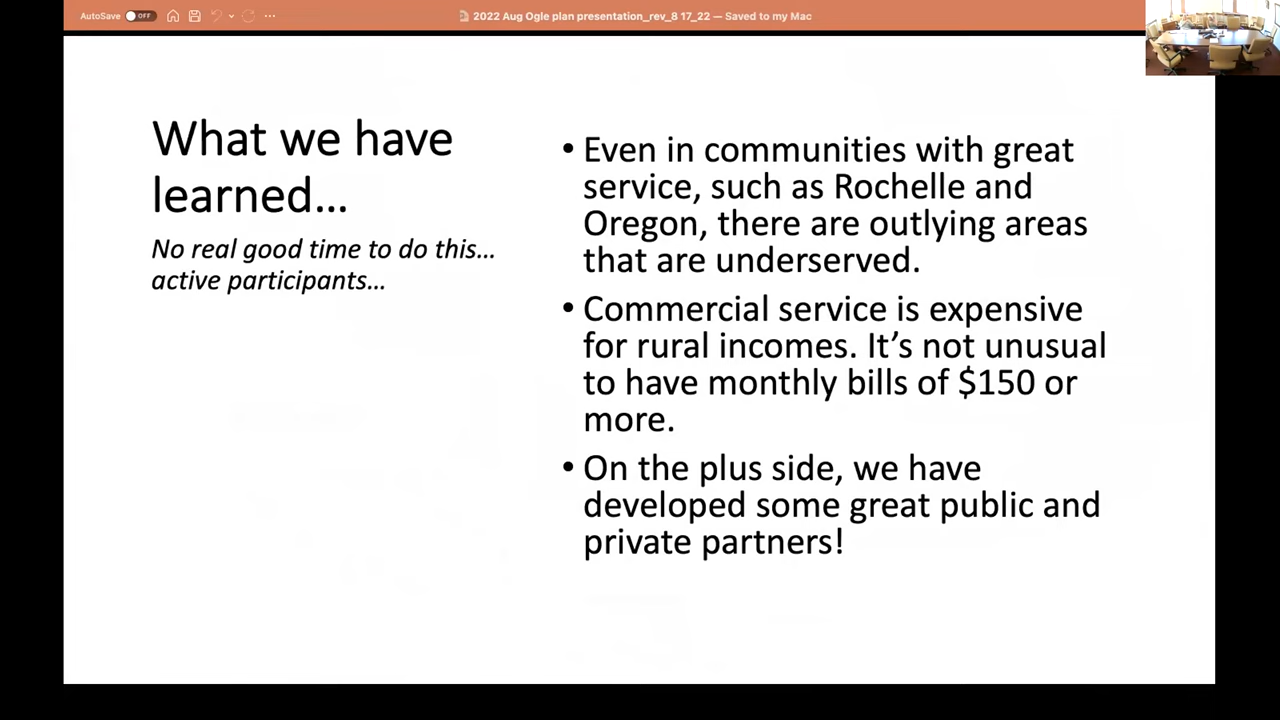 AutoSave OFF
2022 Aug Ogle plan presentation_rev_8 17_22 — Saved to my Mac
What we have
learned…
No real good time to do this…
active participants…
• Even in communities with great
service, such as Rochelle and
Oregon, there are outlying areas
that are underserved.
• Commercial service is expensive
for rural incomes. It’s not unusual
to have monthly bills of $150 or
more.
• On the plus side, we have
developed some great public and
private partners!